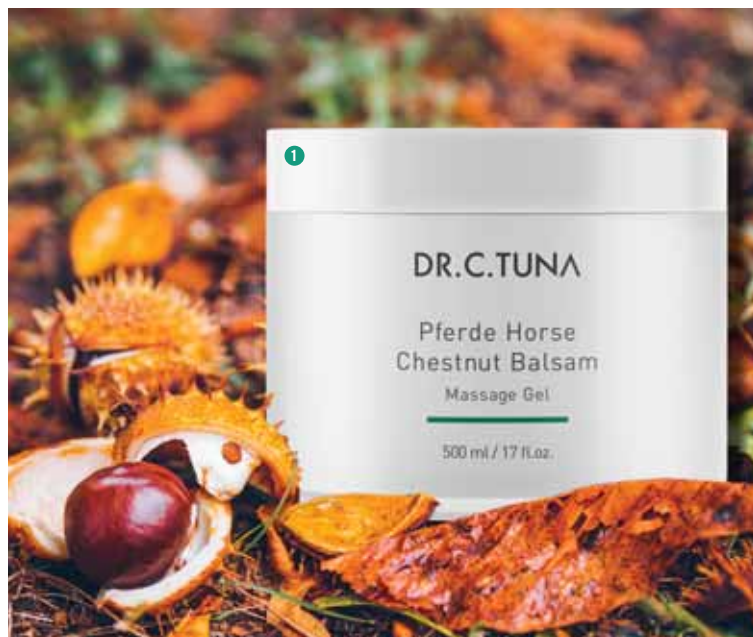 1
DR.C.TUNA
Pferde Horse
Chestnut Balsam
Massage Gel
500 ml / 17 fl.oz.